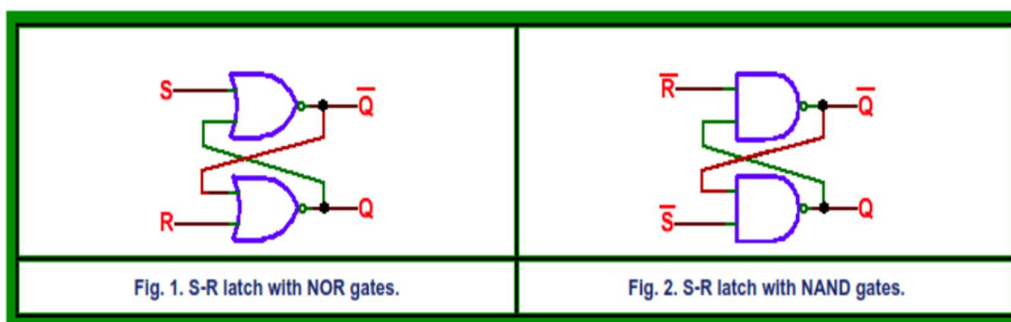 S
Q̅
R
Q
Fig. 1. S-R latch with NOR gates.
R̅
Q̅
S̅
Q
Fig. 2. S-R latch with NAND gates.